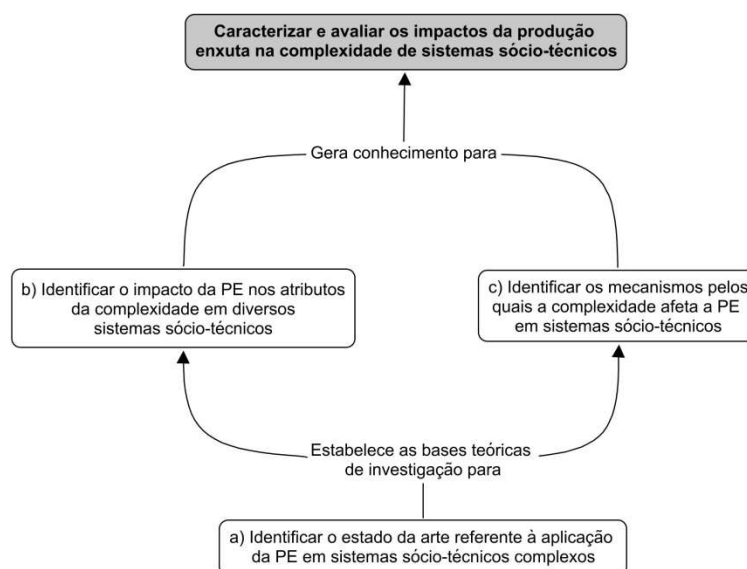 Caracterizar e avaliar os impactos da produção
enxuta na complexidade de sistemas sócio-técnicos
Gera conhecimento para
b) Identificar o impacto da PE nos atributos
da complexidade em diversos
sistemas sócio-técnicos
c) Identificar os mecanismos pelos
quais a complexidade afeta a PE
em sistemas sócio-técnicos
Estabelece as bases teóricas
de investigação para
a) Identificar o estado da arte referente à aplicação
da PE em sistemas sócio-técnicos complexos